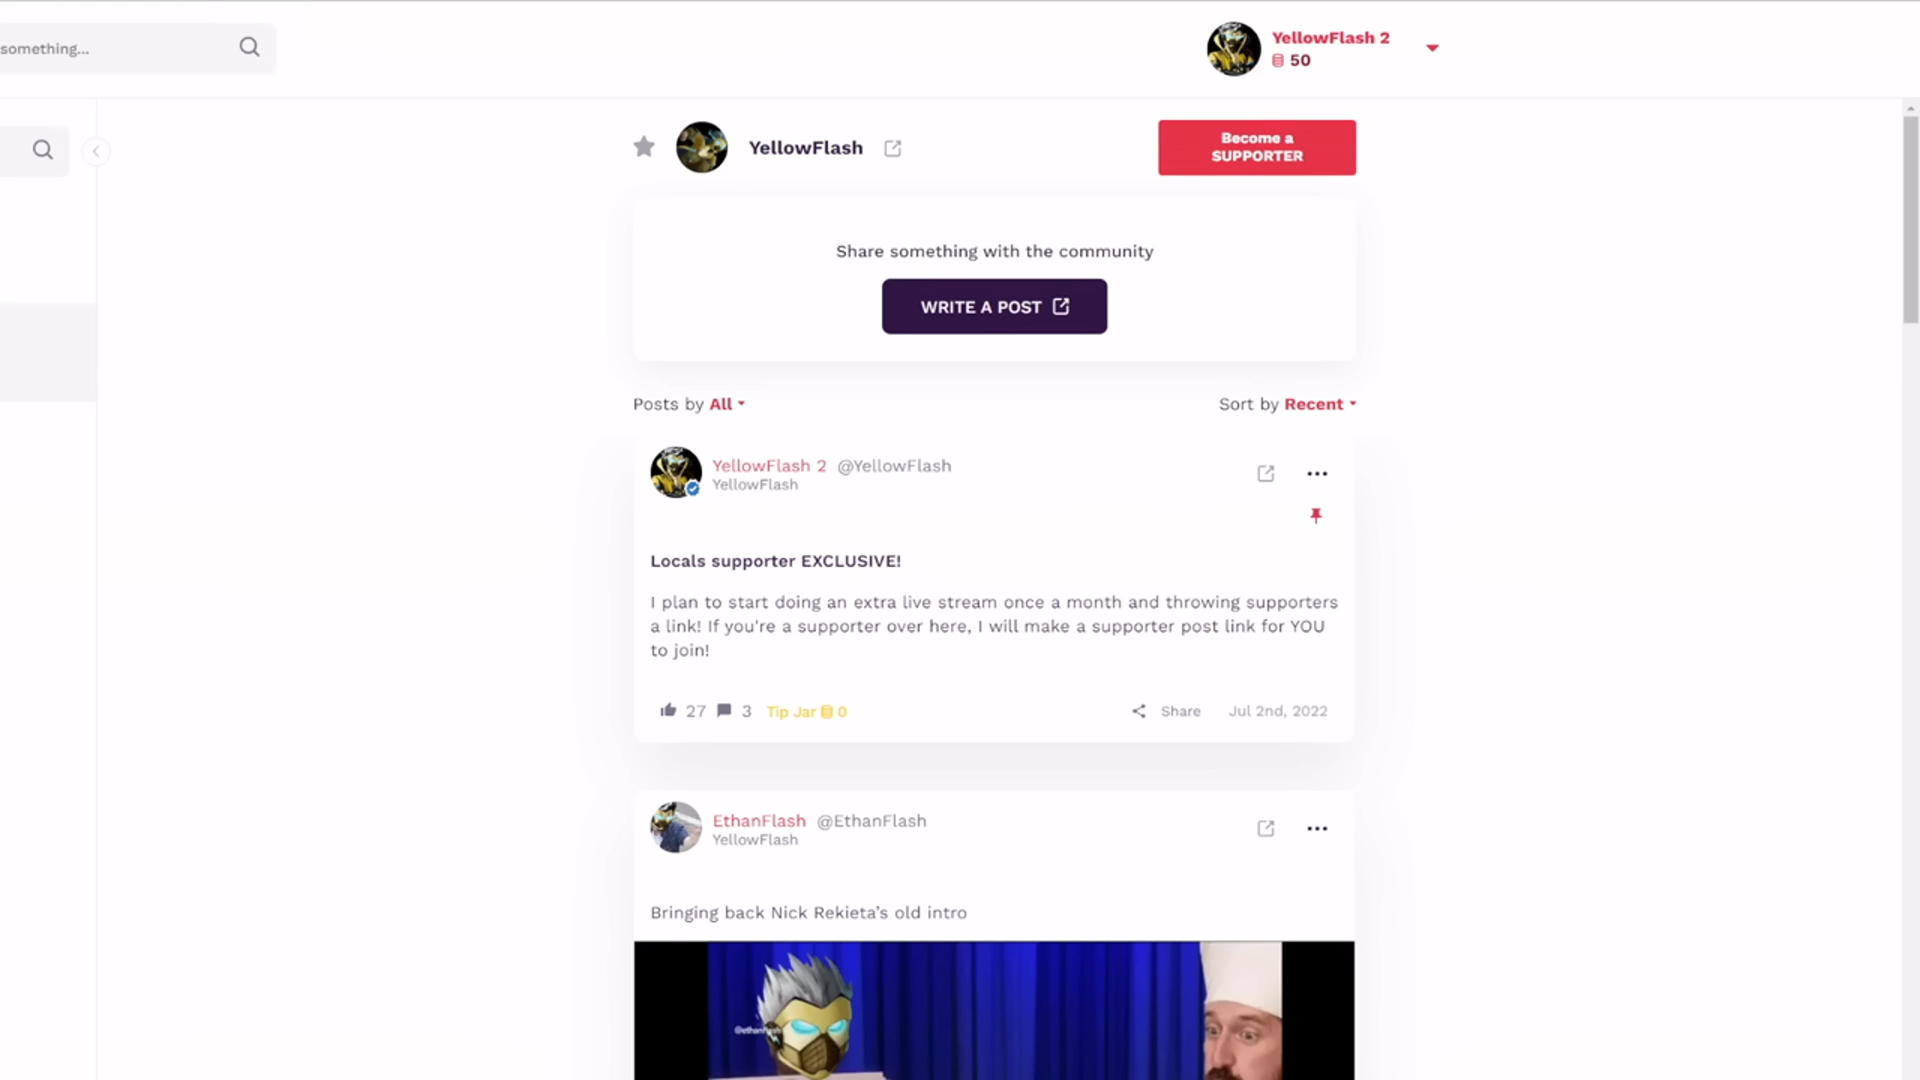 something...
YellowFlash 2
50
YellowFlash
Become a
SUPPORTER
Share something with the community
WRITE A POST
Posts by All
Sort by Recent
YellowFlash 2 @YellowFlash
YellowFlash
Locals supporter EXCLUSIVE!
I plan to start doing an extra live stream once a month and throwing supporters
a link! If you're a supporter over here, I will make a supporter post link for YOU
to join!
27 3 Tip Jar 0
Share Jul 2nd, 2022
EthanFlash @EthanFlash
YellowFlash
Bringing back Nick Rekieta’s old intro
@ethanflash